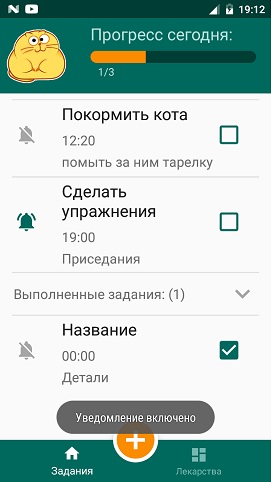 19:12
Прогресс сегодня:
1/3
Покормить кота
12:20
помыть за ним тарелку
Сделать
упражнения
19:00
Приседания
Выполненные задания: (1)
Название
00:00
Детали
Уведомление включено
Задания
Лекарства